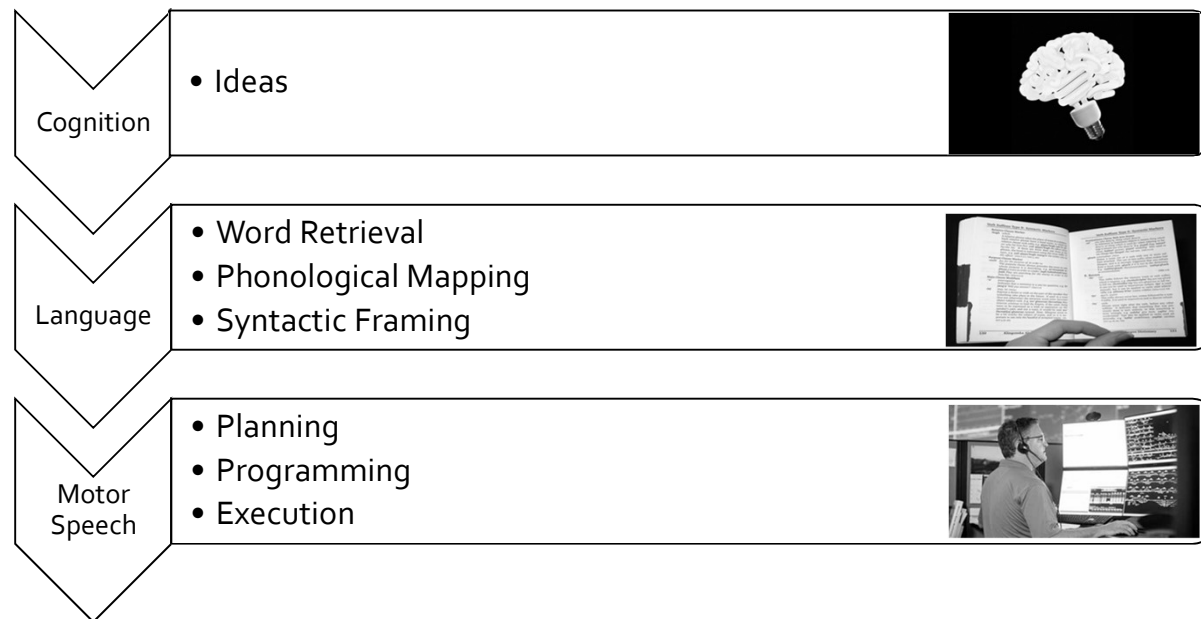 Cognition
• Ideas
Language
• Word Retrieval
• Phonological Mapping
• Syntactic Framing
Motor
Speech
• Planning
• Programming
• Execution